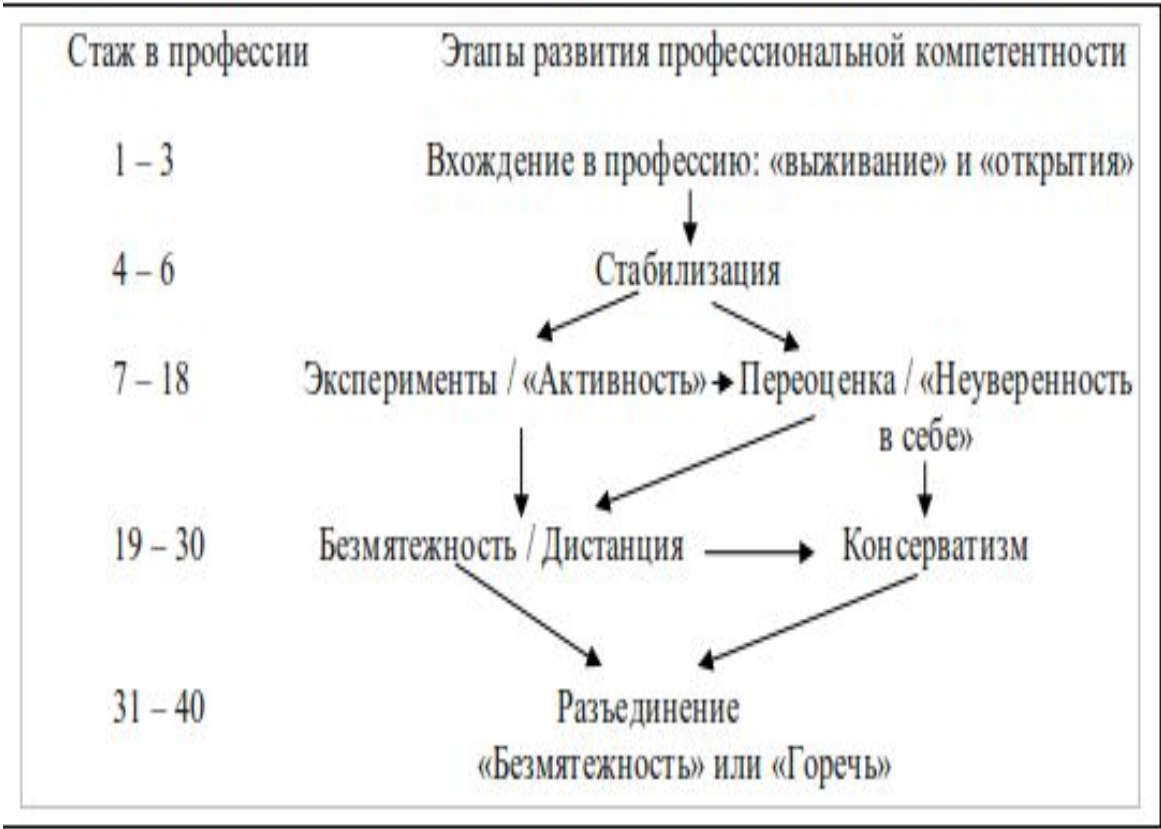 Стаж в профессии Этапы развития профессиональной компетентности
1 – 3 Вхождение в профессию: «выживание» и «открытия»
4 – 6 Стабилизация
7 – 18 Эксперименты / «Активность» Переоценка / «Неуверенность
в себе»
19 – 30 Безмятежность / Дистанция Консерватизм
31 – 40 Разъединение
«Безмятежность» или «Горечь»